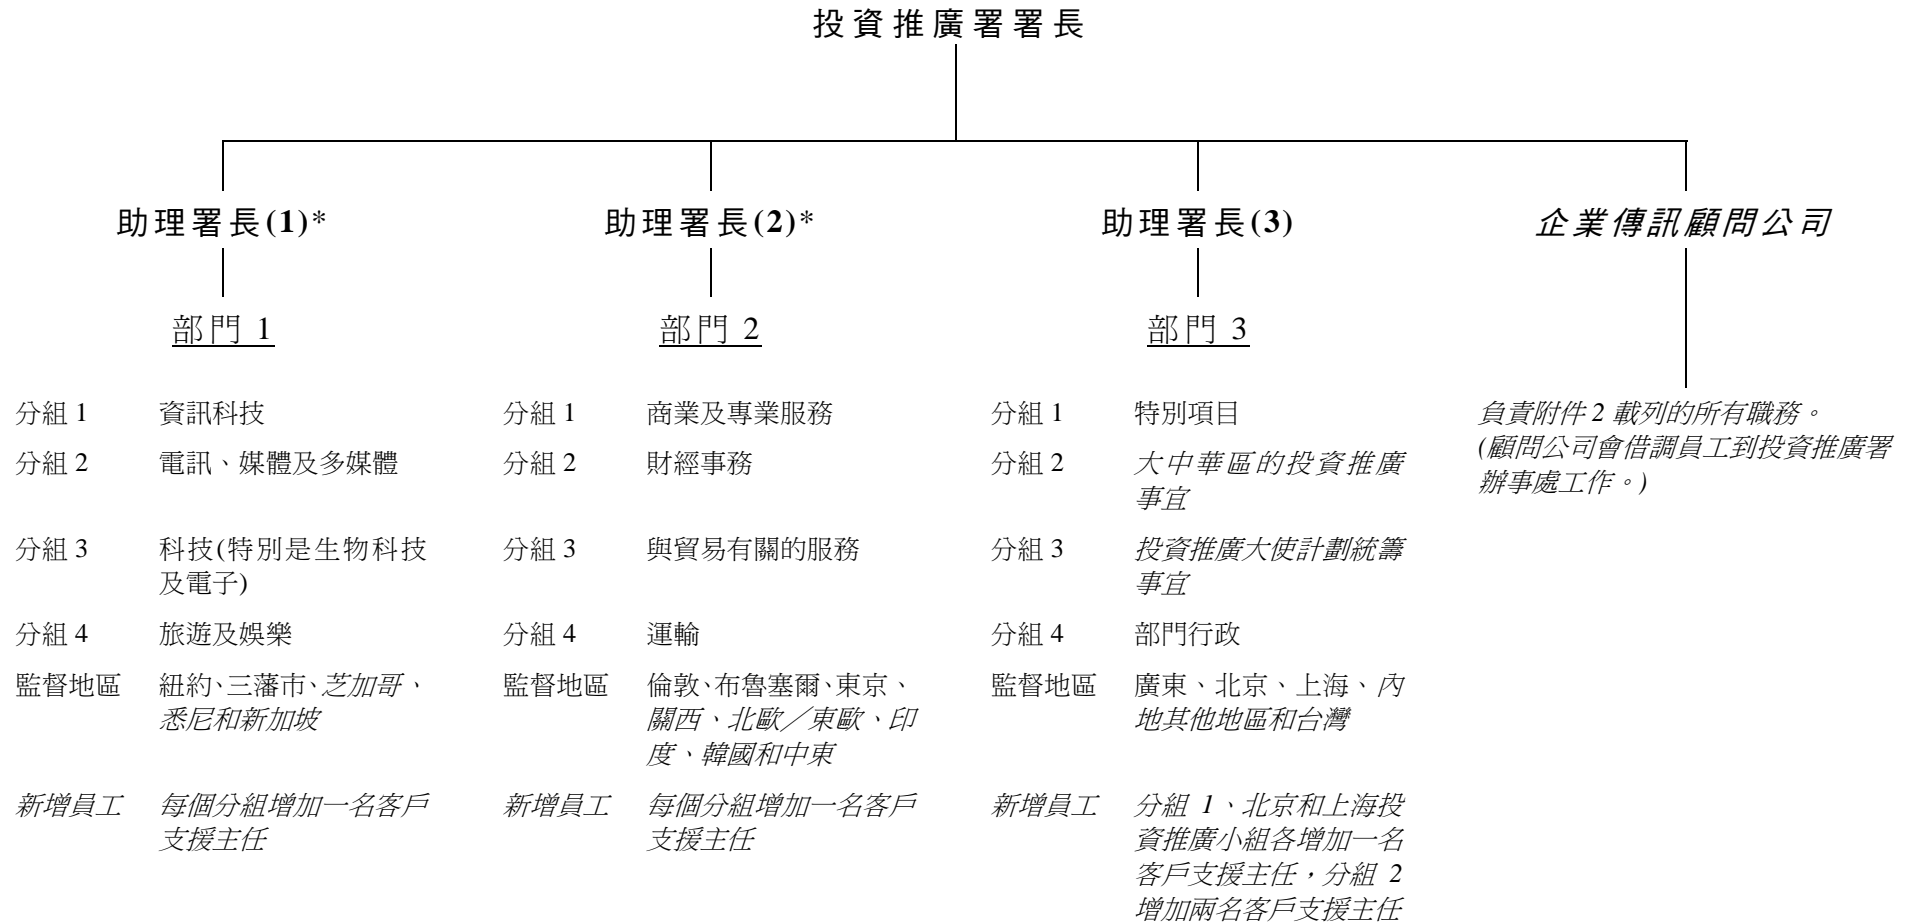 投資推廣署署長
助理署長(1)*
助理署長(2)*
助理署長(3)
企業傳訊顧問公司
部門 1
部門 2
部門 3
分組 1
資訊科技
分組 2
電訊、媒體及多媒體
分組 3
科技(特別是生物科技
及電子)
分組 4
旅遊及娛樂
監督地區
紐約、三藩市、芝加哥、
悉尼和新加坡
新增員工
每個分組增加一名客戶
支援主任
分組 1
商業及專業服務
分組 2
財經事務
分組 3
與貿易有關的服務
分組 4
運輸
監督地區
倫敦、布魯塞爾、東京、
關西、北歐／東歐、印
度、韓國和中東
新增員工
每個分組增加一名客戶
支援主任
分組 1
特別項目
分組 2
大中華區的投資推廣
事宜
分組 3
投資推廣大使計劃統籌
事宜
分組 4
部門行政
監督地區
廣東、北京、上海、內
地其他地區和台灣
新增員工
分組 1、北京和上海投
資推廣小組各增加一名
客戶支援主任，分組 2
增加兩名客戶支援主任
負責附件 2 載列的所有職務。
(顧問公司會借調員工到投資推廣署
辦事處工作。)